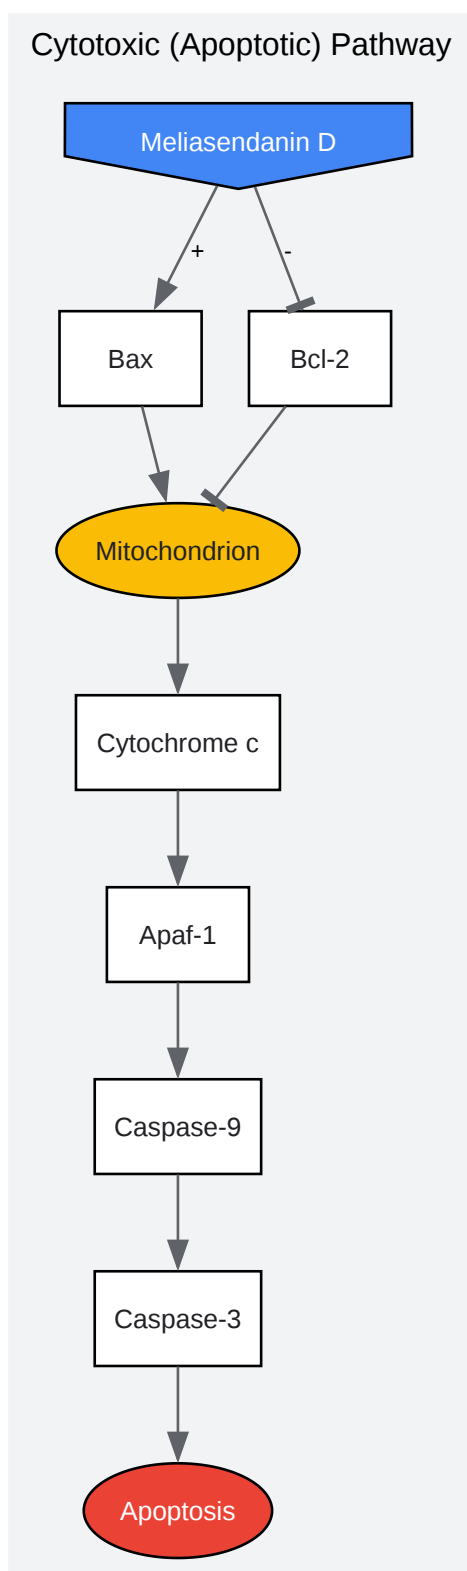 Cytotoxic (Apoptotic) Pathway
Meliasendanin D
+
-
Bax
Bcl-2
Mitochondrion
Cytochrome c
Apaf-1
Caspase-9
Caspase-3
Apoptosis